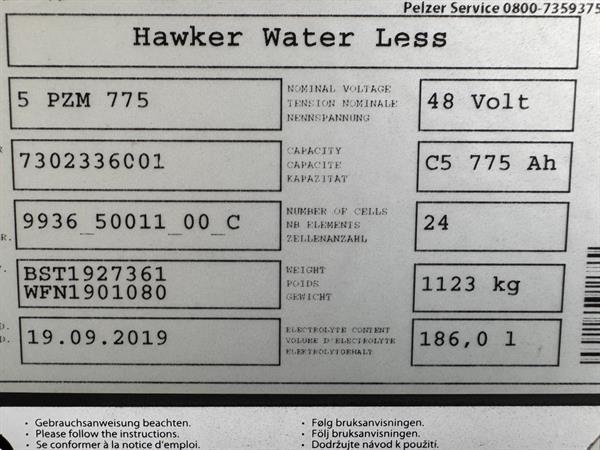 Pelzer Service 0800-7359375
Hawker Water Less
5 PZM 775
NOMINAL VOLTAGE
TENSION NOMINALE
NENNSPANNUNG
48 Volt
7302336001
CAPACITY
CAPACITE
KAPAZITAT
C5 775 Ah
R.
9936_50011_00_C
NUMBER OF CELLS
NB ELEMENTS
ZELLENANZAHL
24
BST1927361
WFN1901080
WEIGHT
POIDS
GEWICHT
1123 kg
D.
D.
19.09.2019
ELECTROLYTE CONTENT
VOLUME D'ELECTROLYTE
ELEKTROLYTGEHALT
186,0 l
• Gebrauchsanweisung beachten.
• Please follow the instructions.
• Se conformer à la notice d'emploi.
• Følg bruksanvisningen.
• Följ bruksanvisningen.
• Dodržujte návod k použití.